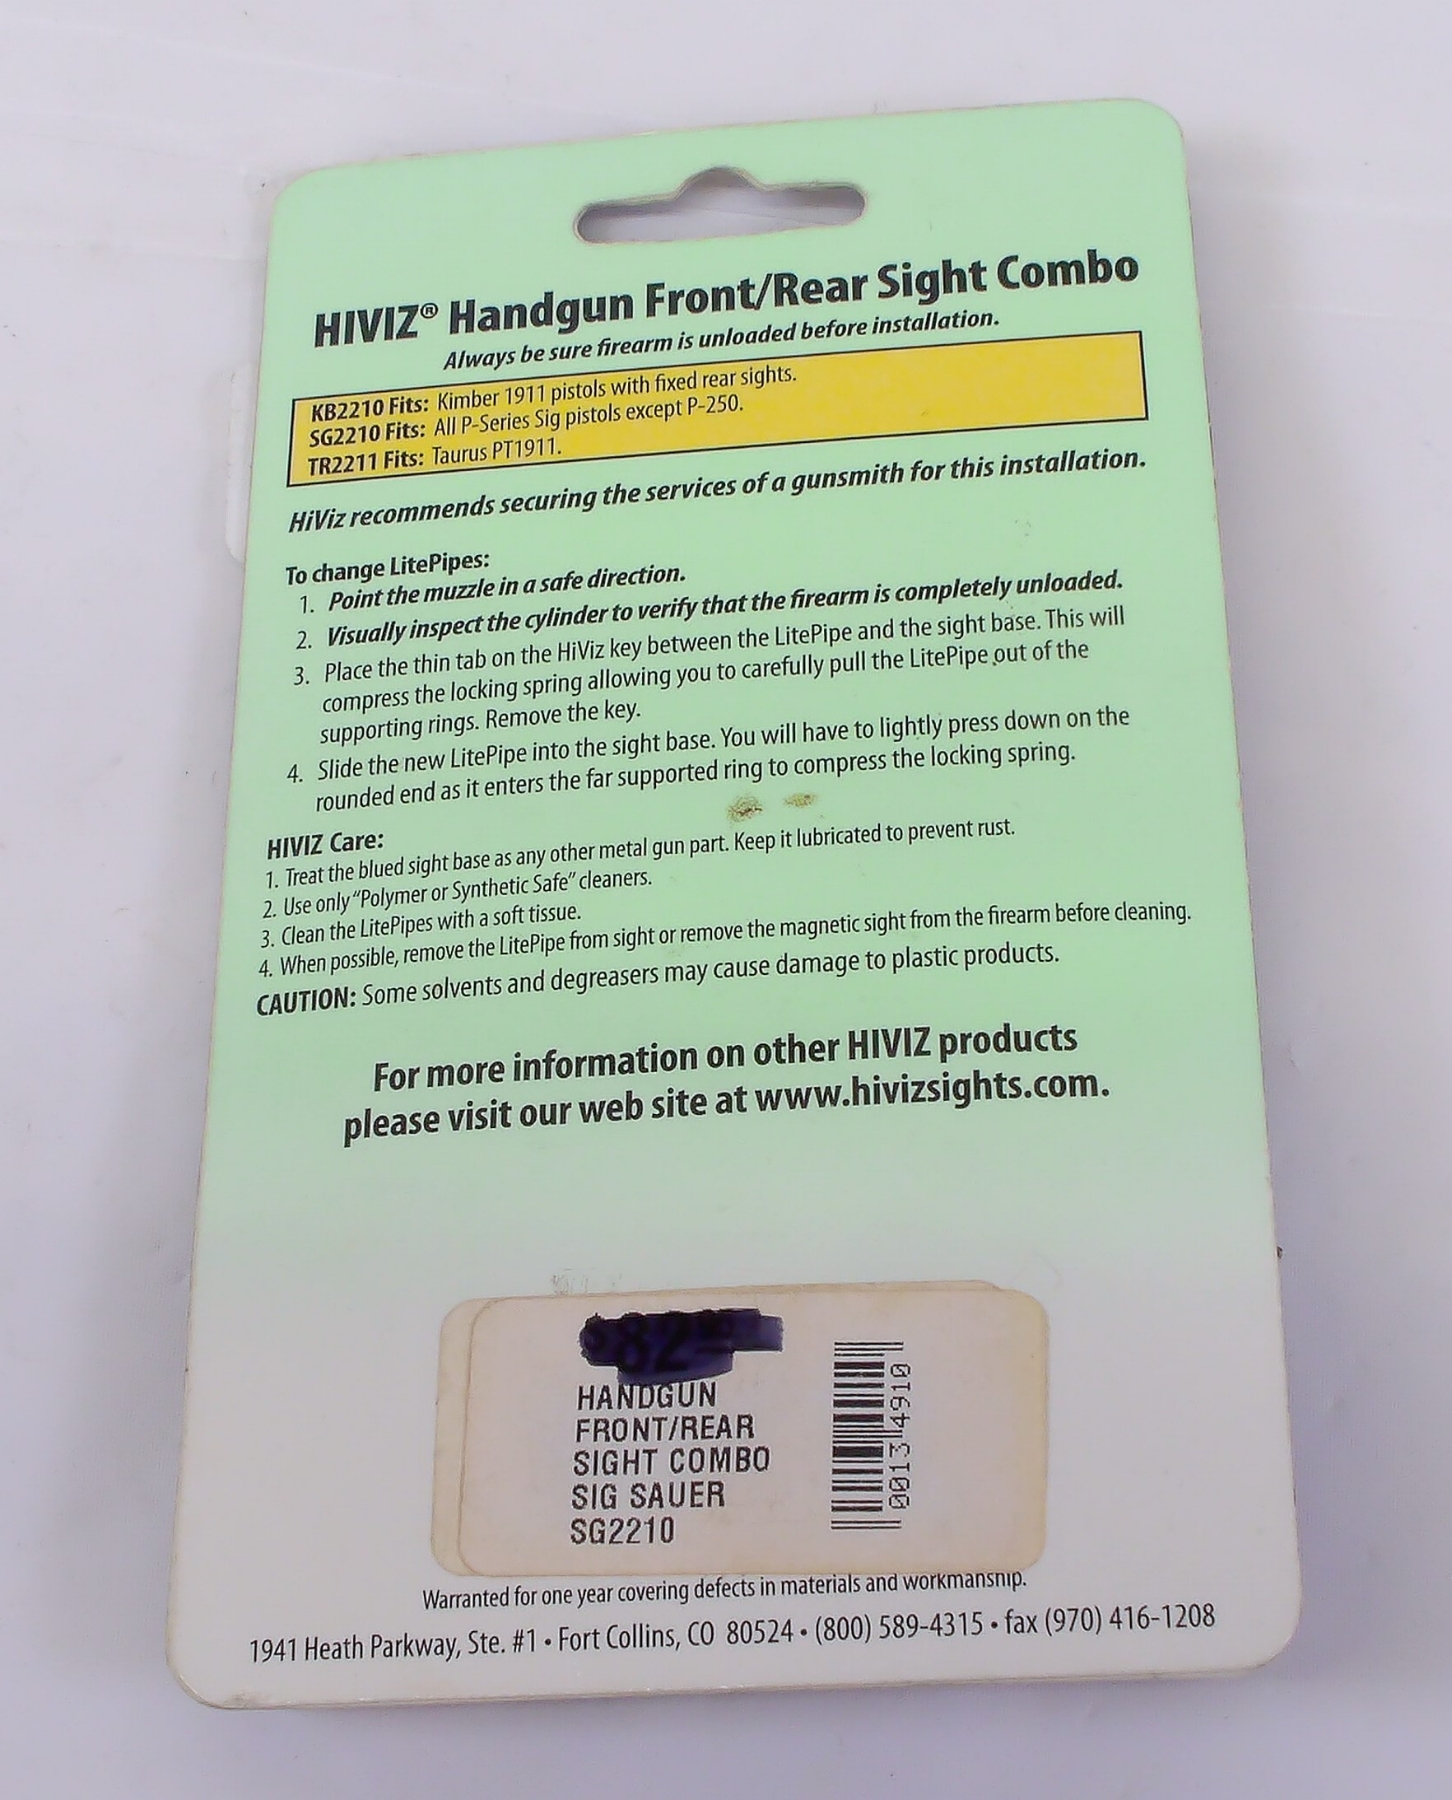 HIVIZ® Handgun Front/Rear Sight Combo
Always be sure firearm is unloaded before installation.
KB2210 Fits: Kimber 1911 pistols with fixed rear sights.
SG2210 Fits: All P-Series Sig pistols except P-250.
TR2211 Fits: Taurus PT1911.
HiViz recommends securing the services of a gunsmith for this installation.
To change LitePipes:
1. Point the muzzle in a safe direction.
2. Visually inspect the cylinder to verify that the firearm is completely unloaded.
3. Place the thin tab on the HiViz key between the LitePipe and the sight base. This will
compress the locking spring allowing you to carefully pull the LitePipe out of the
supporting rings. Remove the key.
4. Slide the new LitePipe into the sight base. You will have to lightly press down on the
rounded end as it enters the far supported ring to compress the locking spring.
HIVIZ Care:
1. Treat the blued sight base as any other metal gun part. Keep it lubricated to prevent rust.
2. Use only "Polymer or Synthetic Safe" cleaners.
3. Clean the LitePipes with a soft tissue.
4. When possible, remove the LitePipe from sight or remove the magnetic sight from the firearm before cleaning.
CAUTION: Some solvents and degreasers may cause damage to plastic products.
For more information on other HIVIZ products
please visit our web site at www.hivizsights.com.
HANDGUN
FRONT/REAR
SIGHT COMBO
SIG SAUER
SG2210
001314910
Warranted for one year covering defects in materials and workmanship.
1941 Heath Parkway, Ste. #1 • Fort Collins, CO 80524 • (800) 589-4315 • fax (970) 416-1208